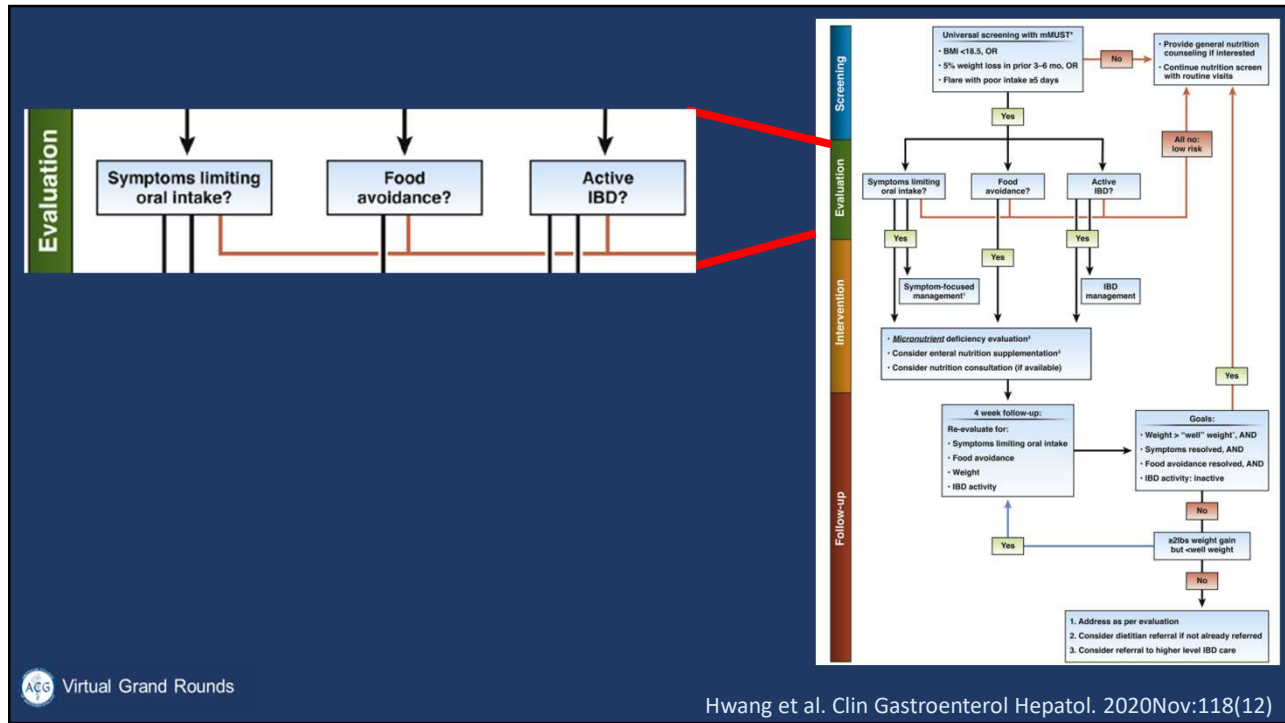 Evaluation
Symptoms limiting
oral intake?
Food
avoidance?
Active
IBD?
Screening
Universal screening with mMUST*
• BMI <18.5, OR
• 5% weight loss in prior 3–6 mo, OR
• Flare with poor intake ≥5 days
No
• Provide general nutrition
counseling if interested
• Continue nutrition screen
with routine visits
Yes
All no:
low risk
Evaluation
Symptoms limiting
oral intake?
Food
avoidance?
Active
IBD?
Yes
Yes
Yes
Intervention
Symptom-focused
management¹
IBD
management
• Micronutrient deficiency evaluation²
• Consider enteral nutrition supplementation³
• Consider nutrition consultation (if available)
Yes
Follow-up
4 week follow-up:
Re-evaluate for:
• Symptoms limiting oral intake
• Food avoidance
• Weight
• IBD activity
Goals:
• Weight > “well” weight", AND
• Symptoms resolved, AND
• Food avoidance resolved, AND
• IBD activity: inactive
No
Yes
≥2lbs weight gain
but <well weight
No
1. Address as per evaluation
2. Consider dietitian referral if not already referred
3. Consider referral to higher level IBD care
ACG Virtual Grand Rounds
Hwang et al. Clin Gastroenterol Hepatol. 2020Nov:118(12)